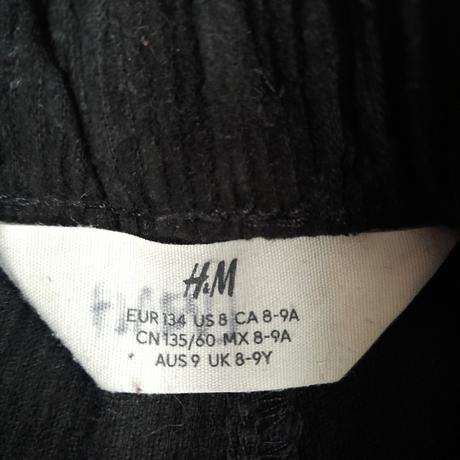 H&M
EUR 134 US 8 CA 8-9A
CN 135/60 MX 8-9A
AUS 9 UK 8-9Y